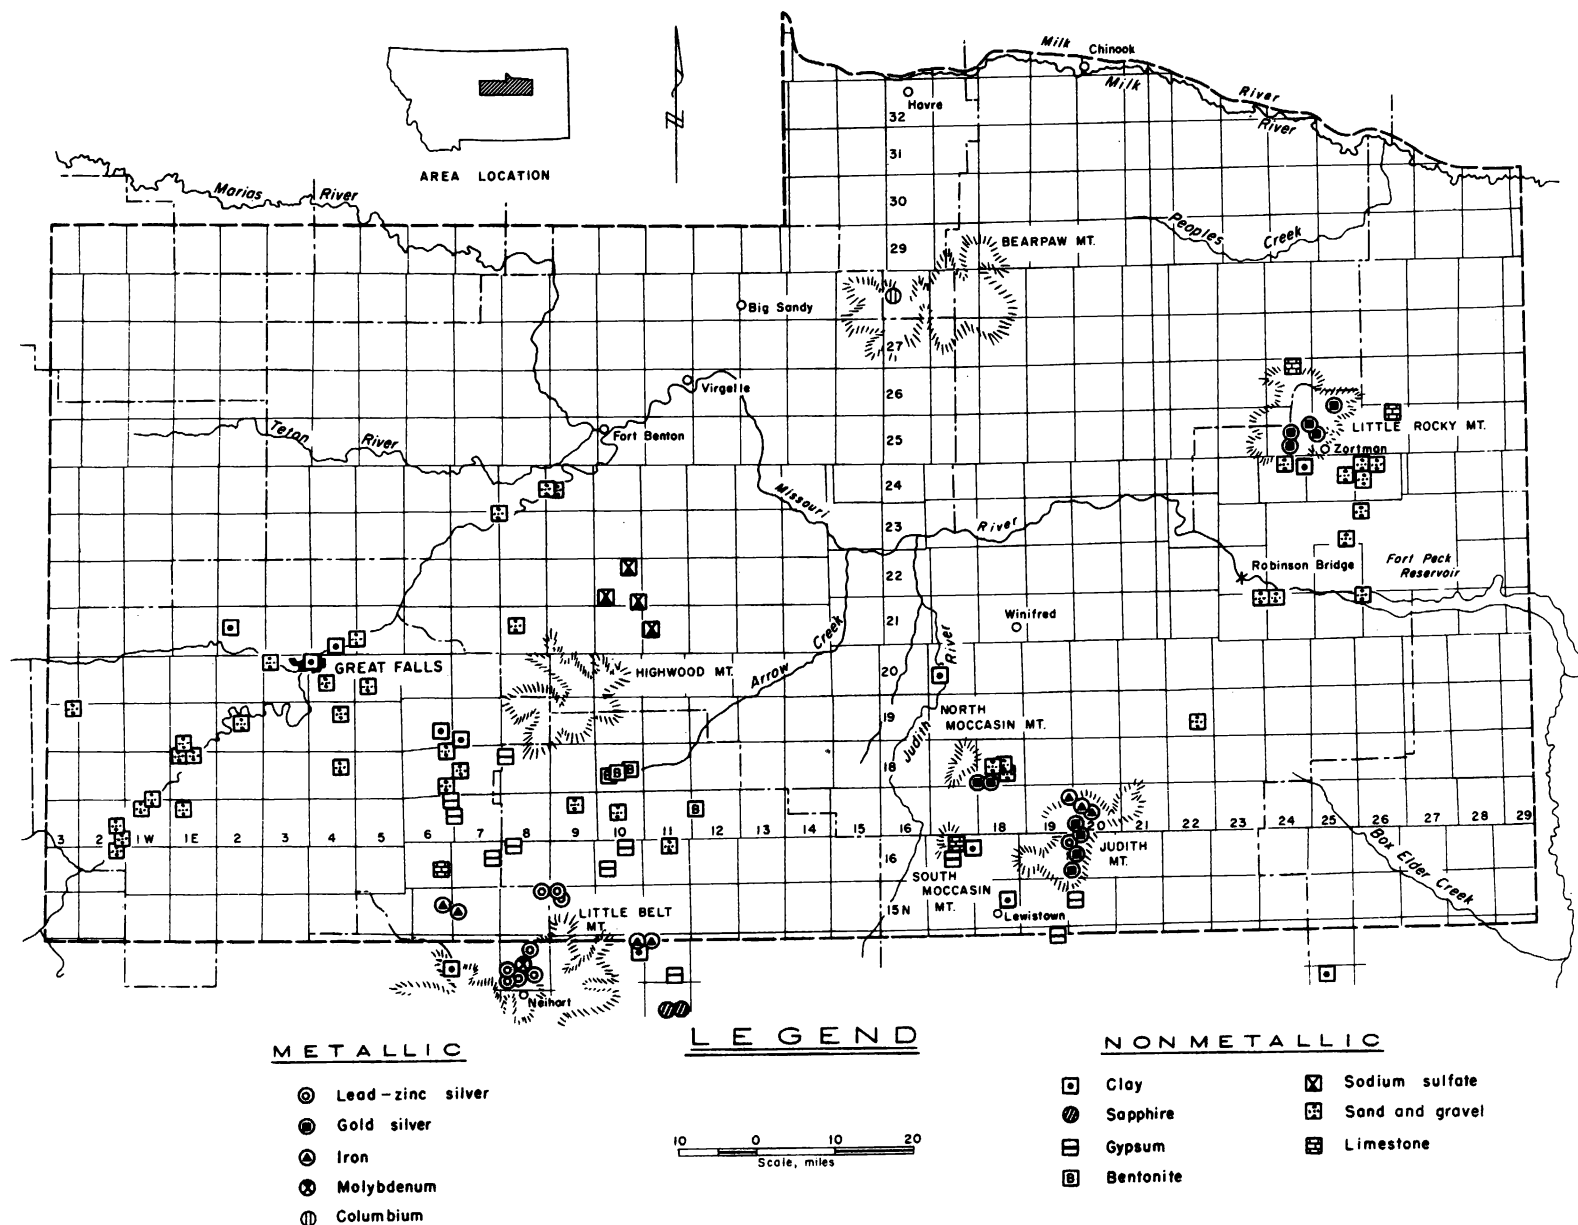 Milk
Chinook
Milk
River
River
Havre
32
31
30
29
27
26
25
24
23
22
21
20
19
18
16
15 N
AREA LOCATION
N
Marias River
Peoples Creek
BEARPAW MT.
Big Sandy
Virgelle
Teton River
Fort Benton
LITTLE ROCKY MT.
Zortman
Missouri River
Robinson Bridge
Fort Peck
Reservoir
Winifred
GREAT FALLS
HIGHWOOD MT.
Arrow Creek
Judith River
NORTH
MOCCASIN MT.
B B B
B
3 2 1 W 1 E 2 3 4 5 6 7 8 9 10 11 12 13 14 15 16 18 19 20 21 22 23 24 25 26 27 28 29
JUDITH
MT.
SOUTH
MOCCASIN
MT.
Box Elder Creek
LITTLE BELT
MT.
Lewistown
Neihart
LEGEND
METALLIC
Lead-zinc silver
Gold silver
Iron
Molybdenum
Columbium
10 0 10 20
Scale, miles
NONMETALLIC
Clay
Sapphire
Gypsum
B Bentonite
Sodium sulfate
Sand and gravel
Limestone